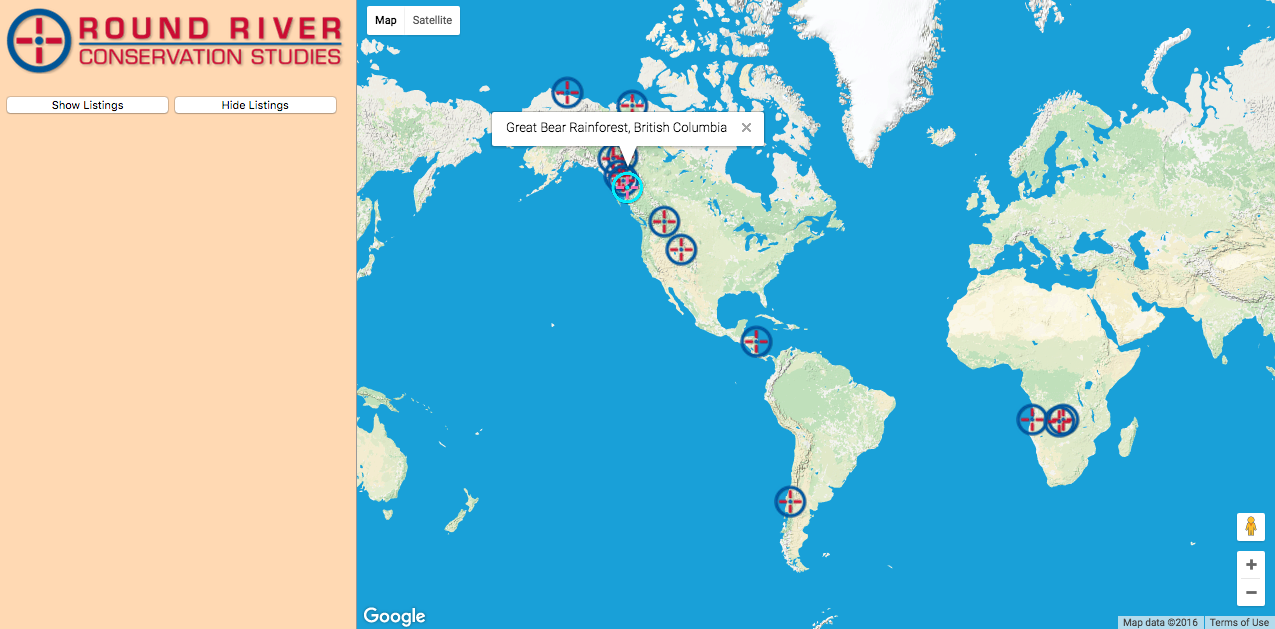 ROUND RIVER
CONSERVATION STUDIES
Show Listings
Hide Listings
Map
Satellite
Great Bear Rainforest, British Columbia
Google
Map data ©2016
Terms of Use